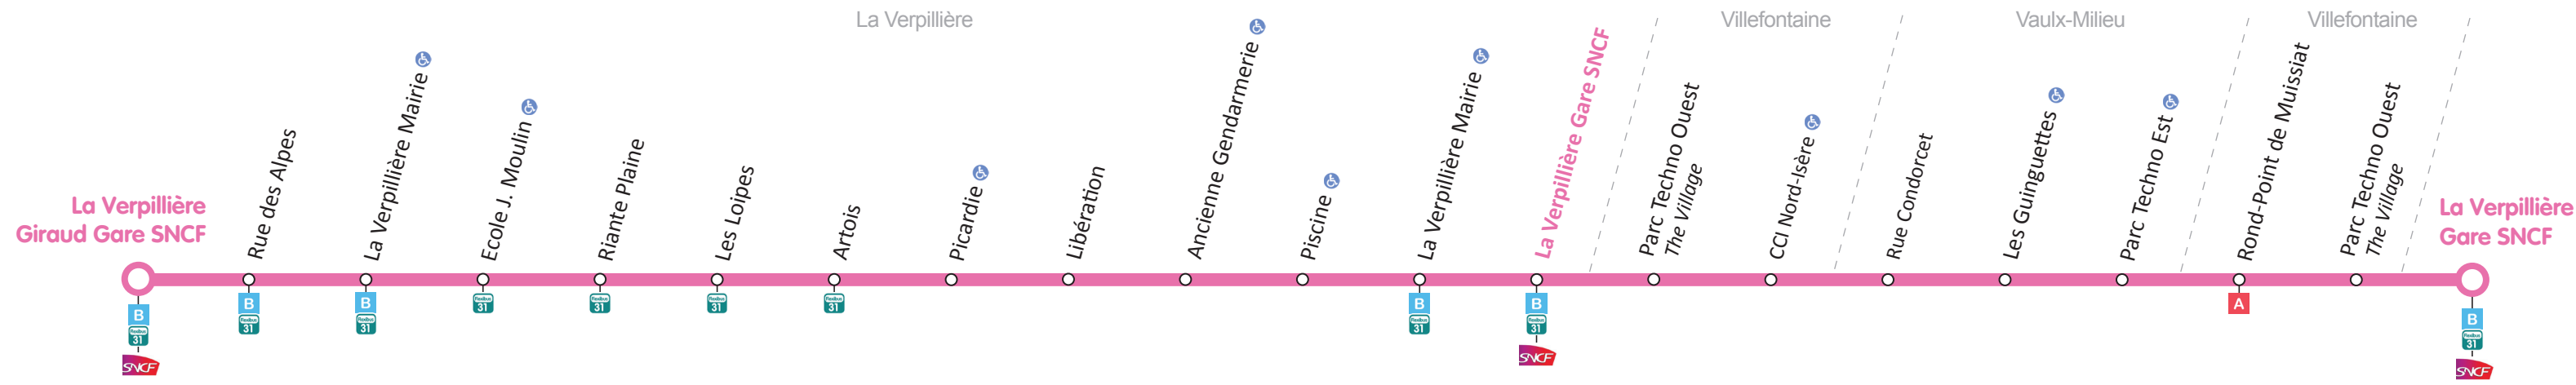 La Verpillière
Villefontaine
Vaulx-Milieu
Villefontaine
La Verpillière
Giraud Gare SNCF
Rue des Alpes
La Verpillière Mairie
Ecole J. Moulin
Riante Plaine
Les Loipes
Artois
Picardie
Libération
Ancienne Gendarmerie
Piscine
La Verpillière Mairie
La Verpillière Gare SNCF
Parc Techno Ouest
The Village
CCI Nord-Isère
Rue Condorcet
Les Guinguettes
Parc Techno Est
Rond-Point de Muissiat
Parc Techno Ouest
The Village
La Verpillière
Gare SNCF
B
31
SNCF
B
31
B
31
31
31
31
31
B
31
B
31
SNCF
A
B
31
SNCF